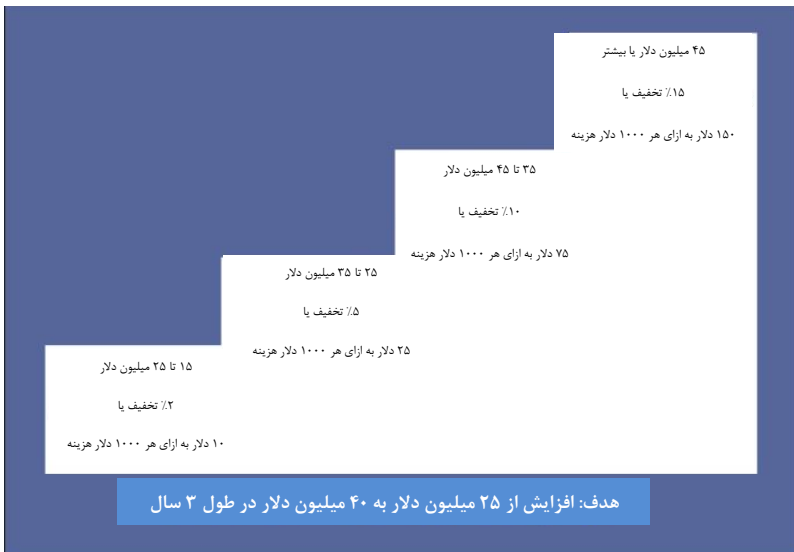 ۴۵ میلیون دلار یا بیشتر
۱۵٪ تخفیف یا
۱۵۰ دلار به ازای هر ۱۰۰۰ دلار هزینه
۳۵ تا ۴۵ میلیون دلار
۱۰٪ تخفیف یا
۷۵ دلار به ازای هر ۱۰۰۰ دلار هزینه
۲۵ تا ۳۵ میلیون دلار
۵٪ تخفیف یا
۲۵ دلار به ازای هر ۱۰۰۰ دلار هزینه
۱۵ تا ۲۵ میلیون دلار
۲٪ تخفیف یا
۱۰ دلار به ازای هر ۱۰۰۰ دلار هزینه
هدف: افزایش از ۲۵ میلیون دلار به ۴۰ میلیون دلار در طول ۳ سال